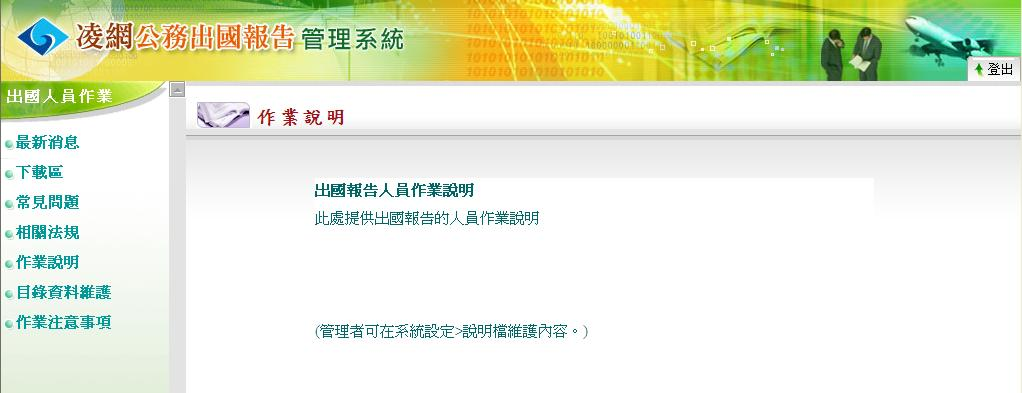 凌網公務出國報告管理系統
登出
出國人員作業
最新消息
下載區
常見問題
相關法規
作業說明
目錄資料維護
作業注意事項
作業說明
出國報告人員作業說明
此處提供出國報告的人員作業說明
(管理者可在系統設定>說明檔維護內容。)